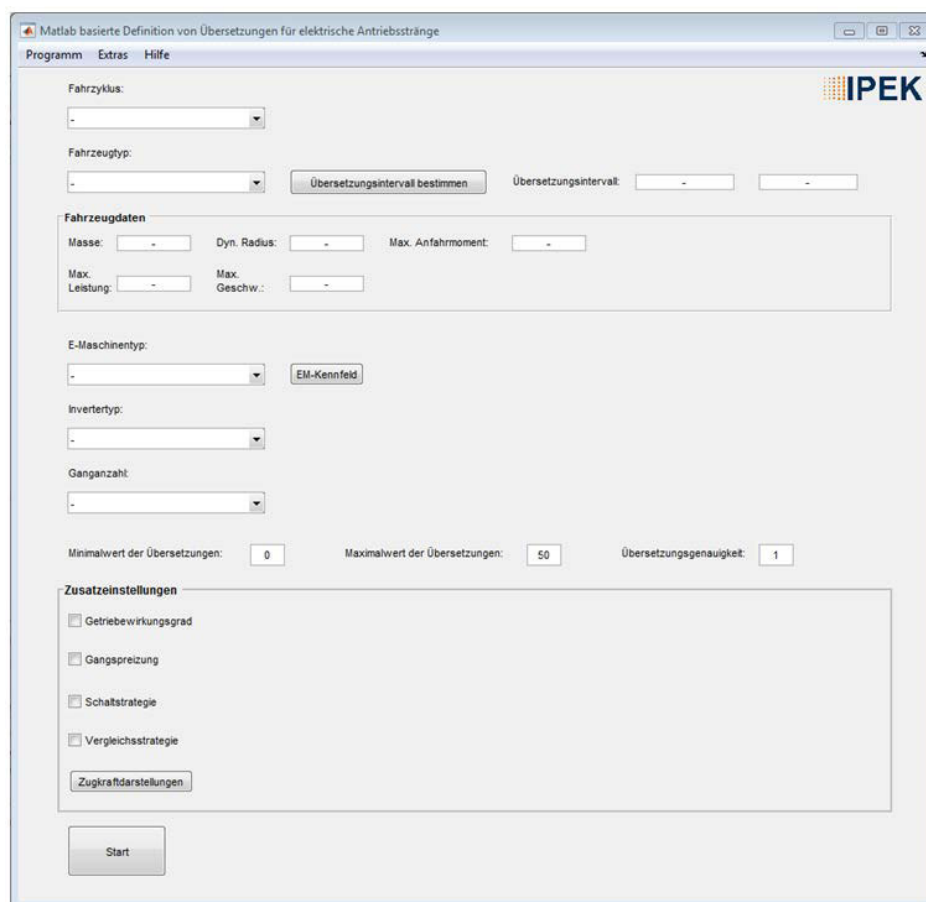 Matlab basierte Definition von Übersetzungen für elektrische Antriebsstränge
Programm Extras Hilfe
IPEK
Fahrzyklus:
-
Fahrzeugtyp:
- Übersetzungsintervall bestimmen Übersetzungsintervall: - -
Fahrzeugdaten
Masse: - Dyn. Radius: - Max. Anfahrmoment: -
Max. Leistung: - Max. Geschw.: -
E-Maschinentyp:
- EM-Kennfeld
Invertertyp:
-
Ganganzahl:
-
Minimalwert der Übersetzungen: 0 Maximalwert der Übersetzungen: 50 Übersetzungsgenauigkeit: 1
Zusatzeinstellungen
Getriebewirkungsgrad
Gangspreizung
Schaltstrategie
Vergleichsstrategie
Zugkraftdarstellungen
Start